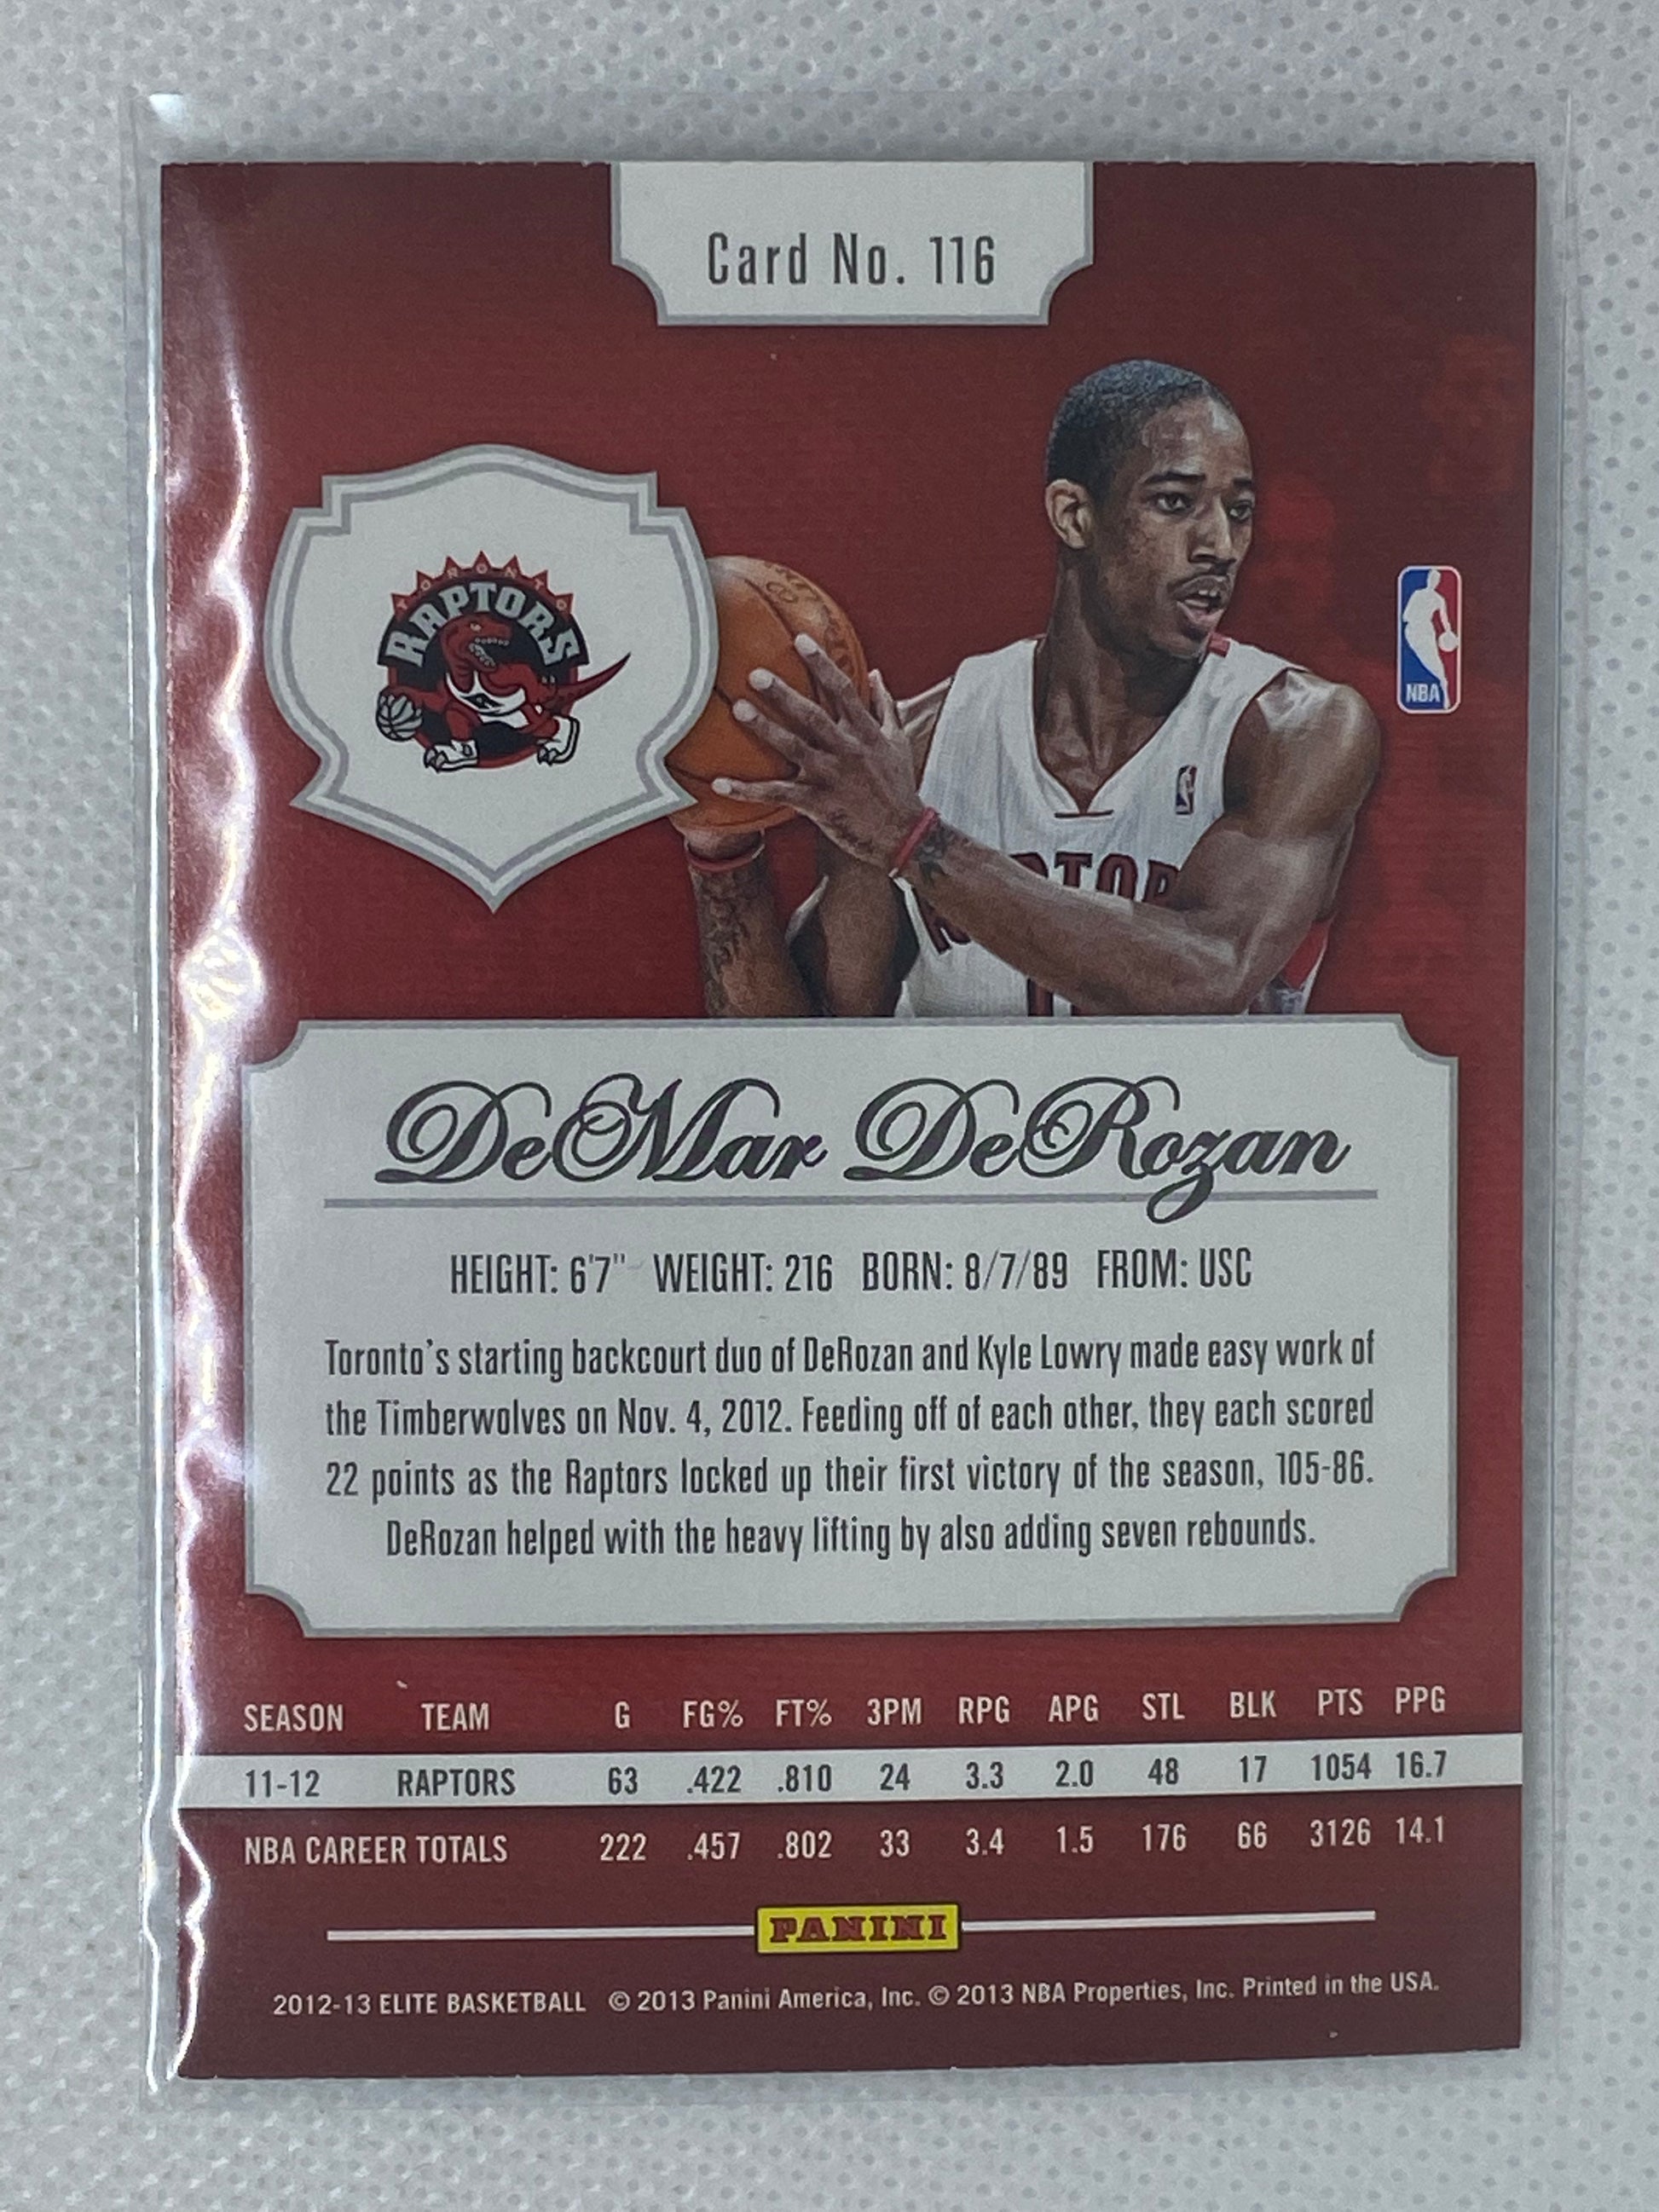 Card No. 116
TORONTO
RAPTORS
NBA
DeMar DeRozan
HEIGHT: 6'7" WEIGHT: 216 BORN: 8/7/89 FROM: USC
Toronto's starting backcourt duo of DeRozan and Kyle Lowry made easy work of
the Timberwolves on Nov. 4, 2012. Feeding off of each other, they each scored
22 points as the Raptors locked up their first victory of the season, 105-86.
DeRozan helped with the heavy lifting by also adding seven rebounds.
SEASON TEAM G FG% FT% 3PM RPG APG STL BLK PTS PPG
11-12 RAPTORS 63 .422 .810 24 3.3 2.0 48 17 1054 16.7
NBA CAREER TOTALS 222 .457 .802 33 3.4 1.5 176 66 3126 14.1
PANINI
2012-13 ELITE BASKETBALL © 2013 Panini America, Inc. © 2013 NBA Properties, Inc. Printed in the USA.